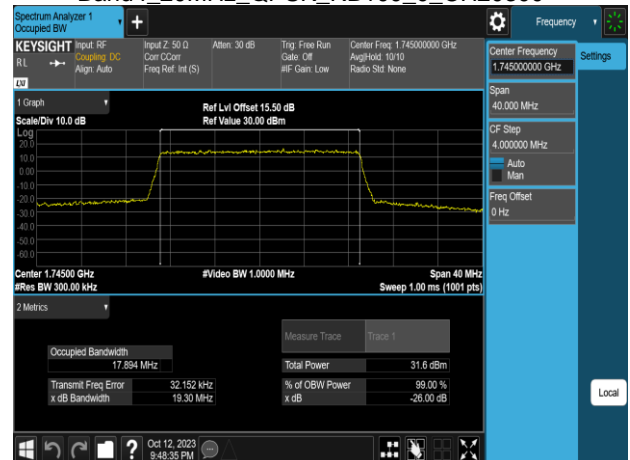 Spectrum Analyzer 1
Occupied BW
Frequency
KEYSIGHT
R L
LXI
Input: RF
Coupling: DC
Align: Auto
Input Z: 50 Ω
Corr CCorr
Freq Ref: Int (S)
Atten: 30 dB
Trig: Free Run
Gate: Off
#IF Gain: Low
Center Freq: 1.745000000 GHz
Avg|Hold: 10/10
Radio Std: None
Center Frequency
1.745000000 GHz
Settings
Span
40.000 MHz
CF Step
4.000000 MHz
Auto
Man
Freq Offset
0 Hz
1 Graph
Scale/Div 10.0 dB
Ref Lvl Offset 15.50 dB
Ref Value 30.00 dBm
Log
20.0
10.0
0.00
-10.0
-20.0
-30.0
-40.0
-50.0
-60.0
Center 1.74500 GHz
#Res BW 300.00 kHz
#Video BW 1.0000 MHz
Span 40 MHz
Sweep 1.00 ms (1001 pts)
2 Metrics
Measure Trace
Trace 1
Occupied Bandwidth
17.894 MHz
Total Power
31.6 dBm
Transmit Freq Error
32.152 kHz
% of OBW Power
99.00 %
x dB Bandwidth
19.30 MHz
x dB
-26.00 dB
Local
Oct 12, 2023
9:48:35 PM